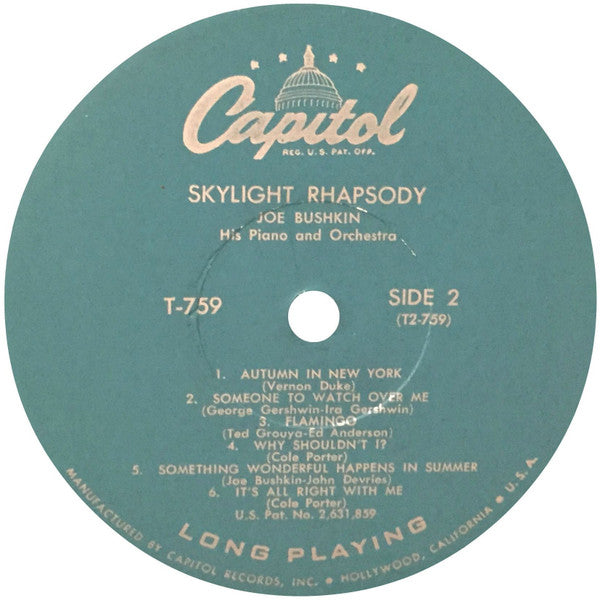 Capitol
REG. U.S. PAT. OFF.
SKYLIGHT RHAPSODY
JOE BUSHKIN
His Piano and Orchestra
T-759
SIDE 2
(T2-759)
1. AUTUMN IN NEW YORK
(Vernon Duke)
2. SOMEONE TO WATCH OVER ME
(George Gershwin-Ira Gershwin)
3. FLAMINGO
(Ted Grouya-Ed Anderson)
4. WHY SHOULDN'T I?
(Cole Porter)
5. SOMETHING WONDERFUL HAPPENS IN SUMMER
(Joe Bushkin-John Devries)
6. IT'S ALL RIGHT WITH ME
(Cole Porter)
U.S. Pat. No. 2,631,859
LONG PLAYING
MANUFACTURED BY CAPITOL RECORDS, INC. • HOLLYWOOD, CALIFORNIA • U.S.A.